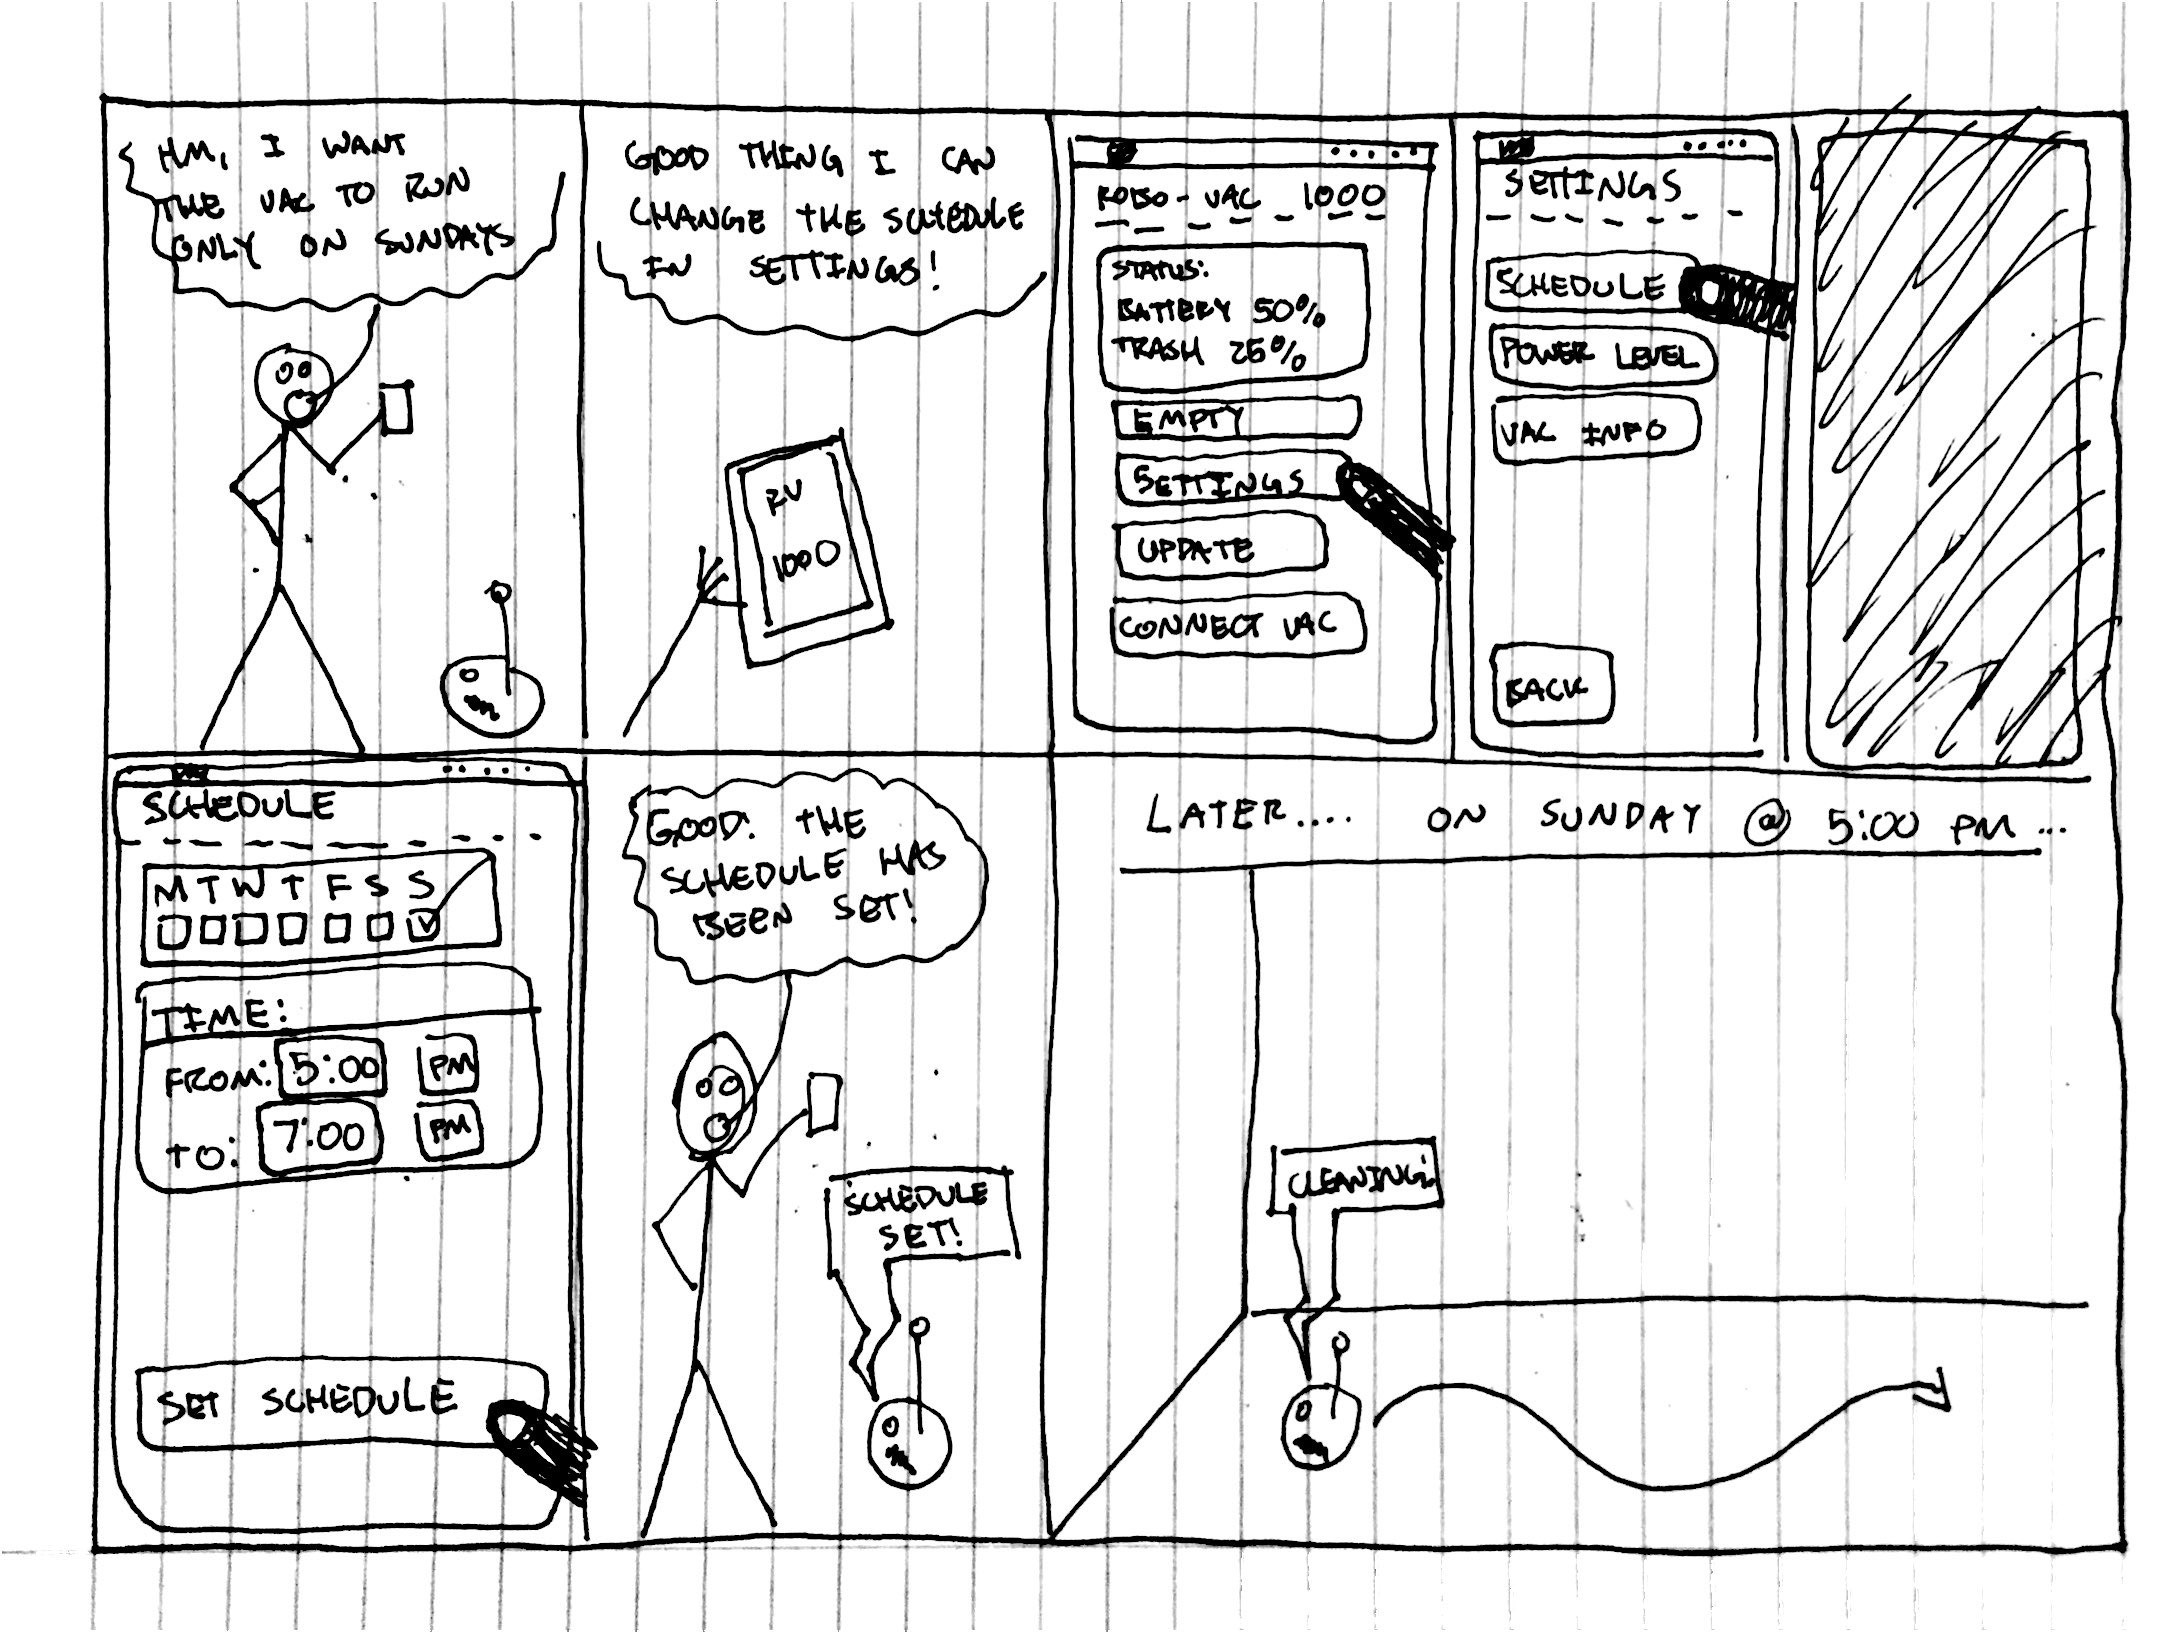 HM, I WANT
THE VAC TO RUN
ONLY ON SUNDAYS
GOOD THING I CAN
CHANGE THE SCHEDULE
IN SETTINGS!
RV
1000
ROBO-VAC 1000
STATUS:
BATTERY 50%
TRASH 25%
EMPTY
SETTINGS
UPDATE
CONNECT VAC
SETTINGS
SCHEDULE
POWER LEVEL
VAC INFO
BACK
SCHEDULE
M T W T F S S
TIME:
FROM: 5:00 PM
TO: 7:00 PM
SET SCHEDULE
GOOD! THE
SCHEDULE HAS
BEEN SET!
SCHEDULE
SET!
LATER.... ON SUNDAY @ 5:00 PM ...
CLEANING!